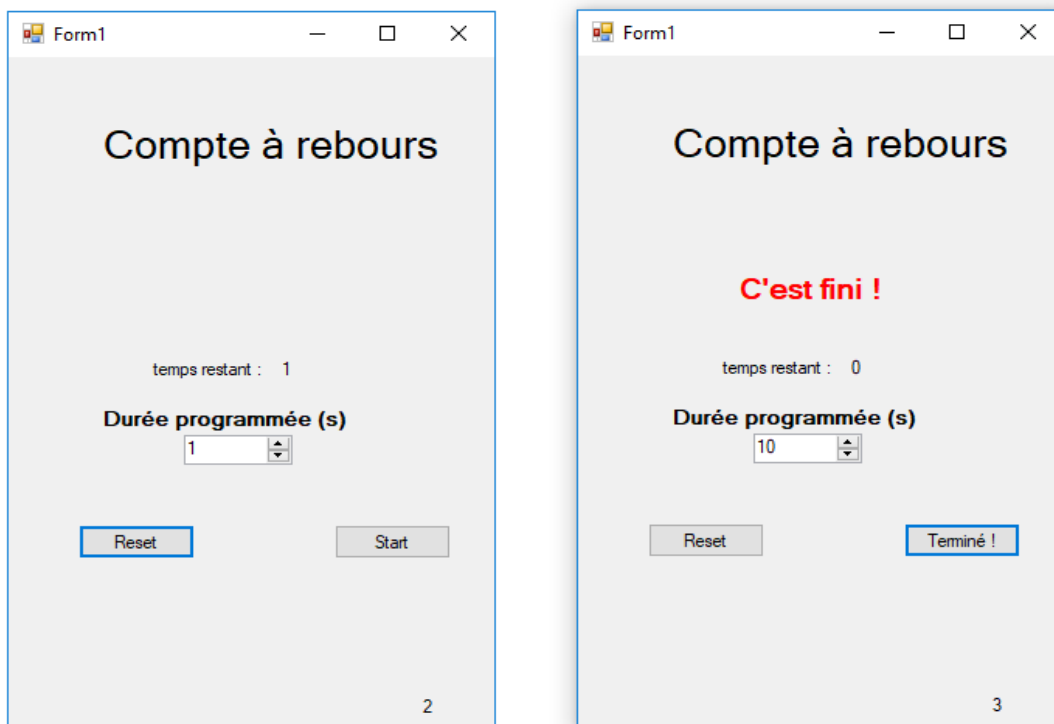 Form1
Compte à rebours
temps restant : 1
Durée programmée (s)
1
Reset Start
2
Form1
Compte à rebours
C'est fini !
temps restant : 0
Durée programmée (s)
10
Reset Terminé !
3